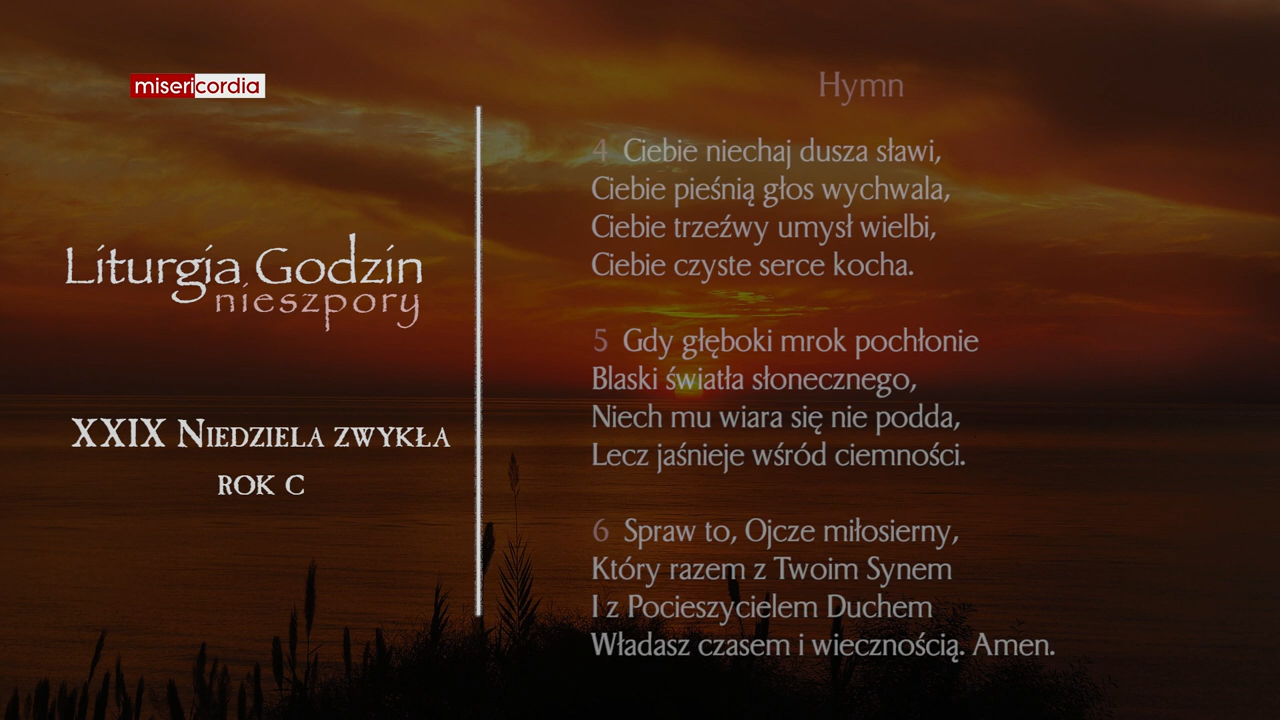 misericordia
Liturgia Godzin
nieszpory
XXIX Niedziela zwykła
rok C
Hymn
4 Ciebie niechaj dusza sławi,
Ciebie pieśnią głos wychwala,
Ciebie trzeźwy umysł wielbi,
Ciebie czyste serce kocha.
5 Gdy głęboki mrok pochłonie
Blaski światła słonecznego,
Niech mu wiara się nie podda,
Lecz jaśnieje wśród ciemności.
6 Spraw to, Ojcze miłosierny,
Który razem z Twoim Synem
I z Pocieszycielem Duchem
Władasz czasem i wiecznością. Amen.